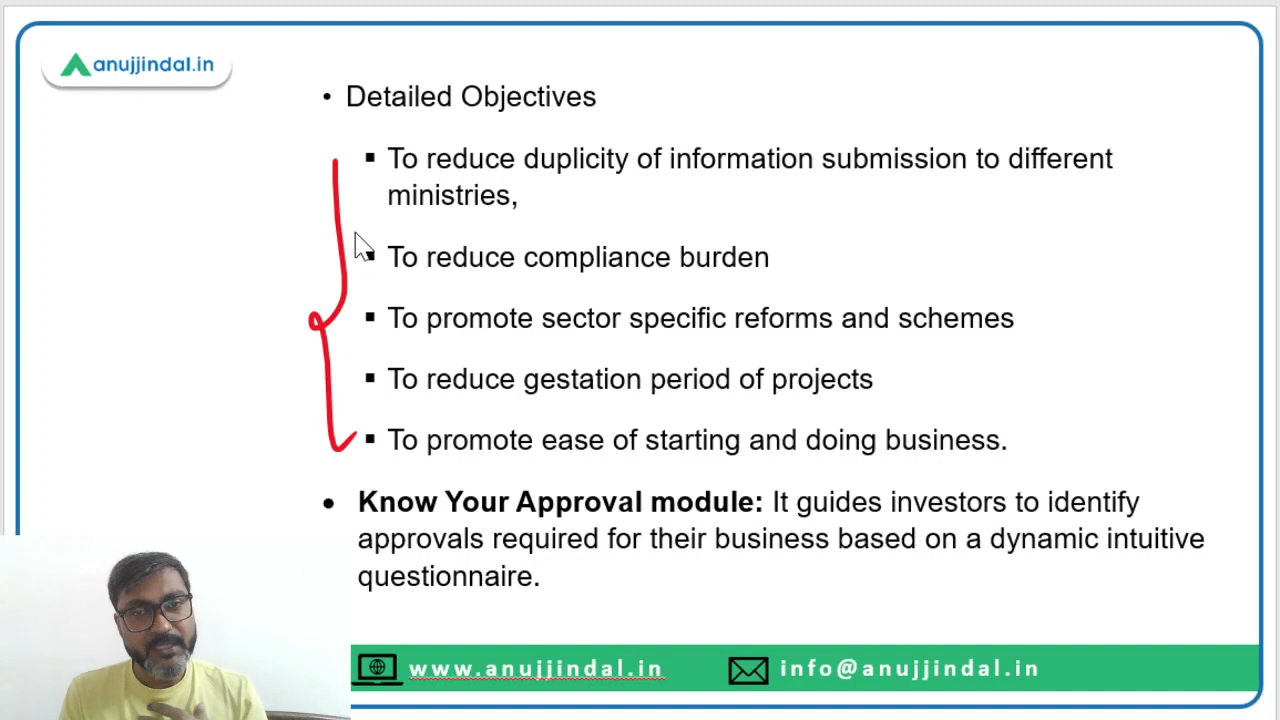 anujjindal.in
• Detailed Objectives
▪ To reduce duplicity of information submission to different
ministries,
▪ To reduce compliance burden
▪ To promote sector specific reforms and schemes
▪ To reduce gestation period of projects
▪ To promote ease of starting and doing business.
• Know Your Approval module: It guides investors to identify
approvals required for their business based on a dynamic intuitive
questionnaire.
www.anujjindal.in info@anujjindal.in